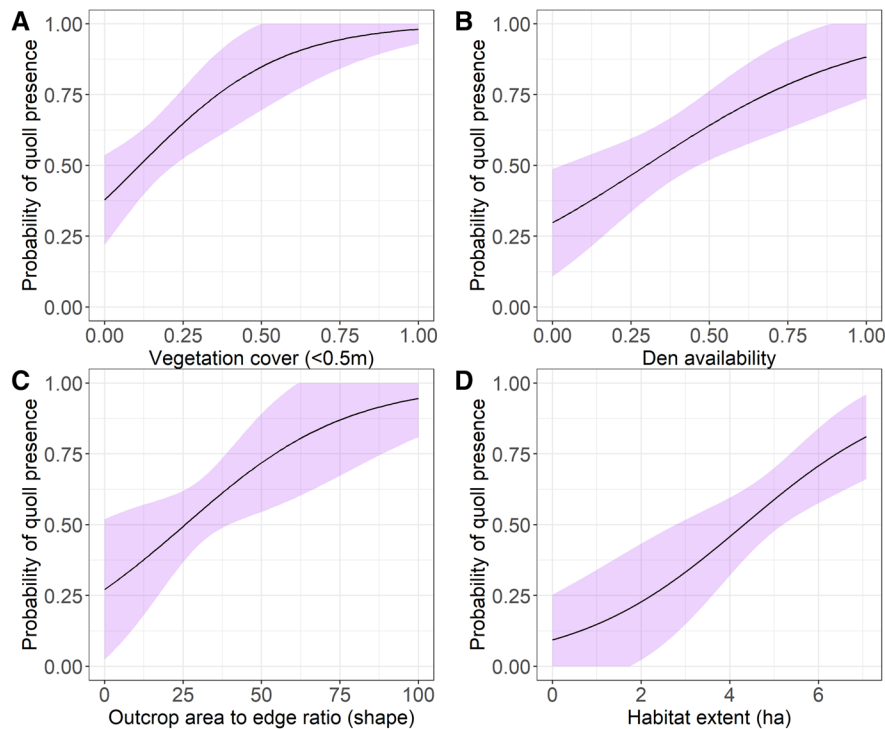 A
Probability of quoll presence
1.00
0.75
0.50
0.25
0.00
0.00 0.25 0.50 0.75 1.00
Vegetation cover (<0.5m)
B
Probability of quoll presence
1.00
0.75
0.50
0.25
0.00
0.00 0.25 0.50 0.75 1.00
Den availability
C
Probability of quoll presence
1.00
0.75
0.50
0.25
0.00
0 25 50 75 100
Outcrop area to edge ratio (shape)
D
Probability of quoll presence
1.00
0.75
0.50
0.25
0.00
0 2 4 6
Habitat extent (ha)